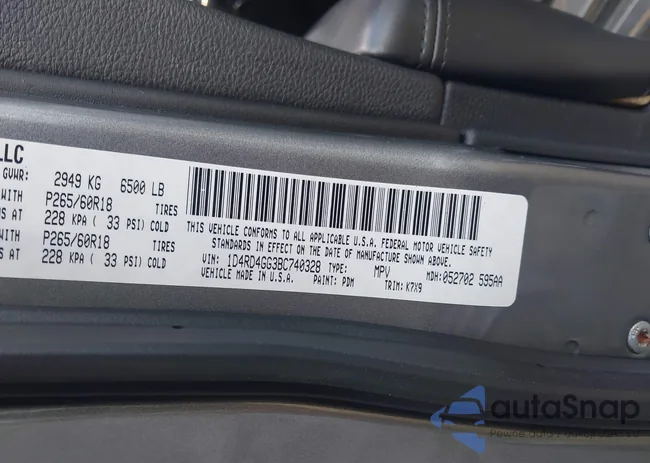 LLC
GVWR: 2949 KG 6500 LB
WITH P265/60R18 TIRES
AT 228 KPA ( 33 PSI) COLD
WITH P265/60R18 TIRES
AT 228 KPA ( 33 PSI) COLD
THIS VEHICLE CONFORMS TO ALL APPLICABLE U.S.A. FEDERAL MOTOR VEHICLE SAFETY
STANDARDS IN EFFECT ON THE DATE OF MANUFACTURE SHOWN ABOVE.
VIN: 1D4RD4GG3BC740328 TYPE: MPV MDH: 052702 595AA
VEHICLE MADE IN U.S.A. PAINT: PDM TRIM: K7X9
autaSnap